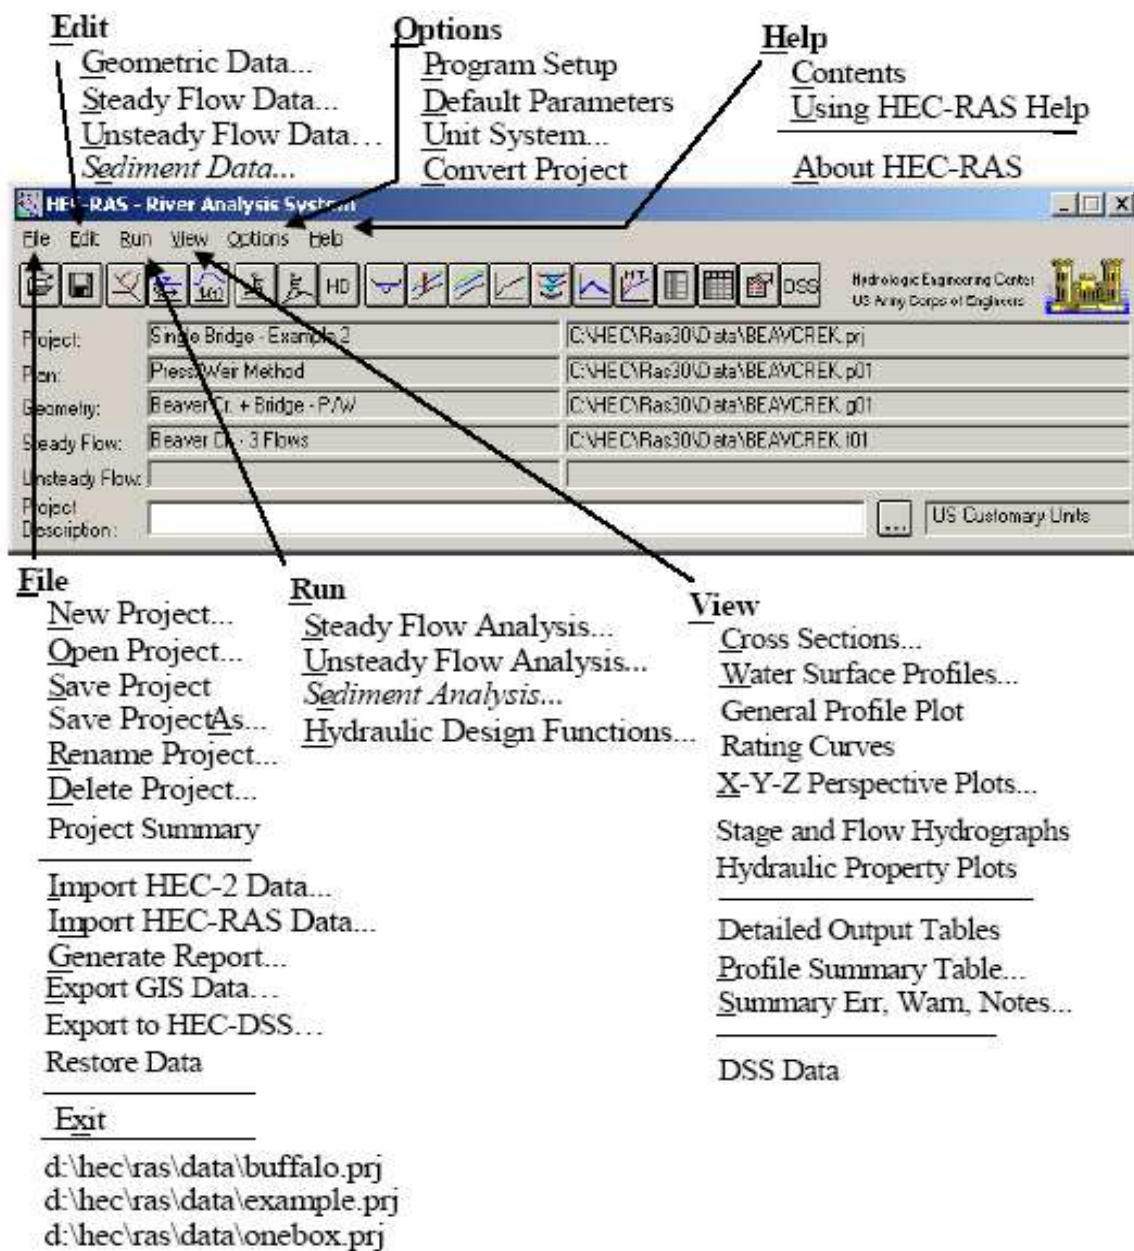 Edit
Geometric Data...
Steady Flow Data...
Unsteady Flow Data...
Sediment Data...
Options
Program Setup
Default Parameters
Unit System...
Convert Project
Help
Contents
Using HEC-RAS Help
About HEC-RAS
HEC-RAS - River Analysis System
File Edit Run View Options Help
HD
HT
DSS
Hydrologic Engineering Center
US Army Corps of Engineers
Project: Single Bridge - Example 2 C:\HEC\Ras30\Data\BEAVCREK.prj
Plan: Press/Weir Method C:\HEC\Ras30\Data\BEAVCREK.p01
Geometry: Beaver Cr. + Bridge - P/W C:\HEC\Ras30\Data\BEAVCREK.g01
Steady Flow: Beaver Cr. - 3 Flows C:\HEC\Ras30\Data\BEAVCREK.f01
Unsteady Flow:
Project
Description: ... US Customary Units
File
New Project...
Open Project...
Save Project
Save ProjectAs...
Rename Project...
Delete Project...
Project Summary
Import HEC-2 Data...
Import HEC-RAS Data...
Generate Report...
Export GIS Data...
Export to HEC-DSS...
Restore Data
Exit
d:\hec\ras\data\buffalo.prj
d:\hec\ras\data\example.prj
d:\hec\ras\data\onebox.prj
Run
Steady Flow Analysis...
Unsteady Flow Analysis...
Sediment Analysis...
Hydraulic Design Functions...
View
Cross Sections...
Water Surface Profiles...
General Profile Plot
Rating Curves
X-Y-Z Perspective Plots...
Stage and Flow Hydrographs
Hydraulic Property Plots
Detailed Output Tables
Profile Summary Table...
Summary Err, Warn, Notes...
DSS Data